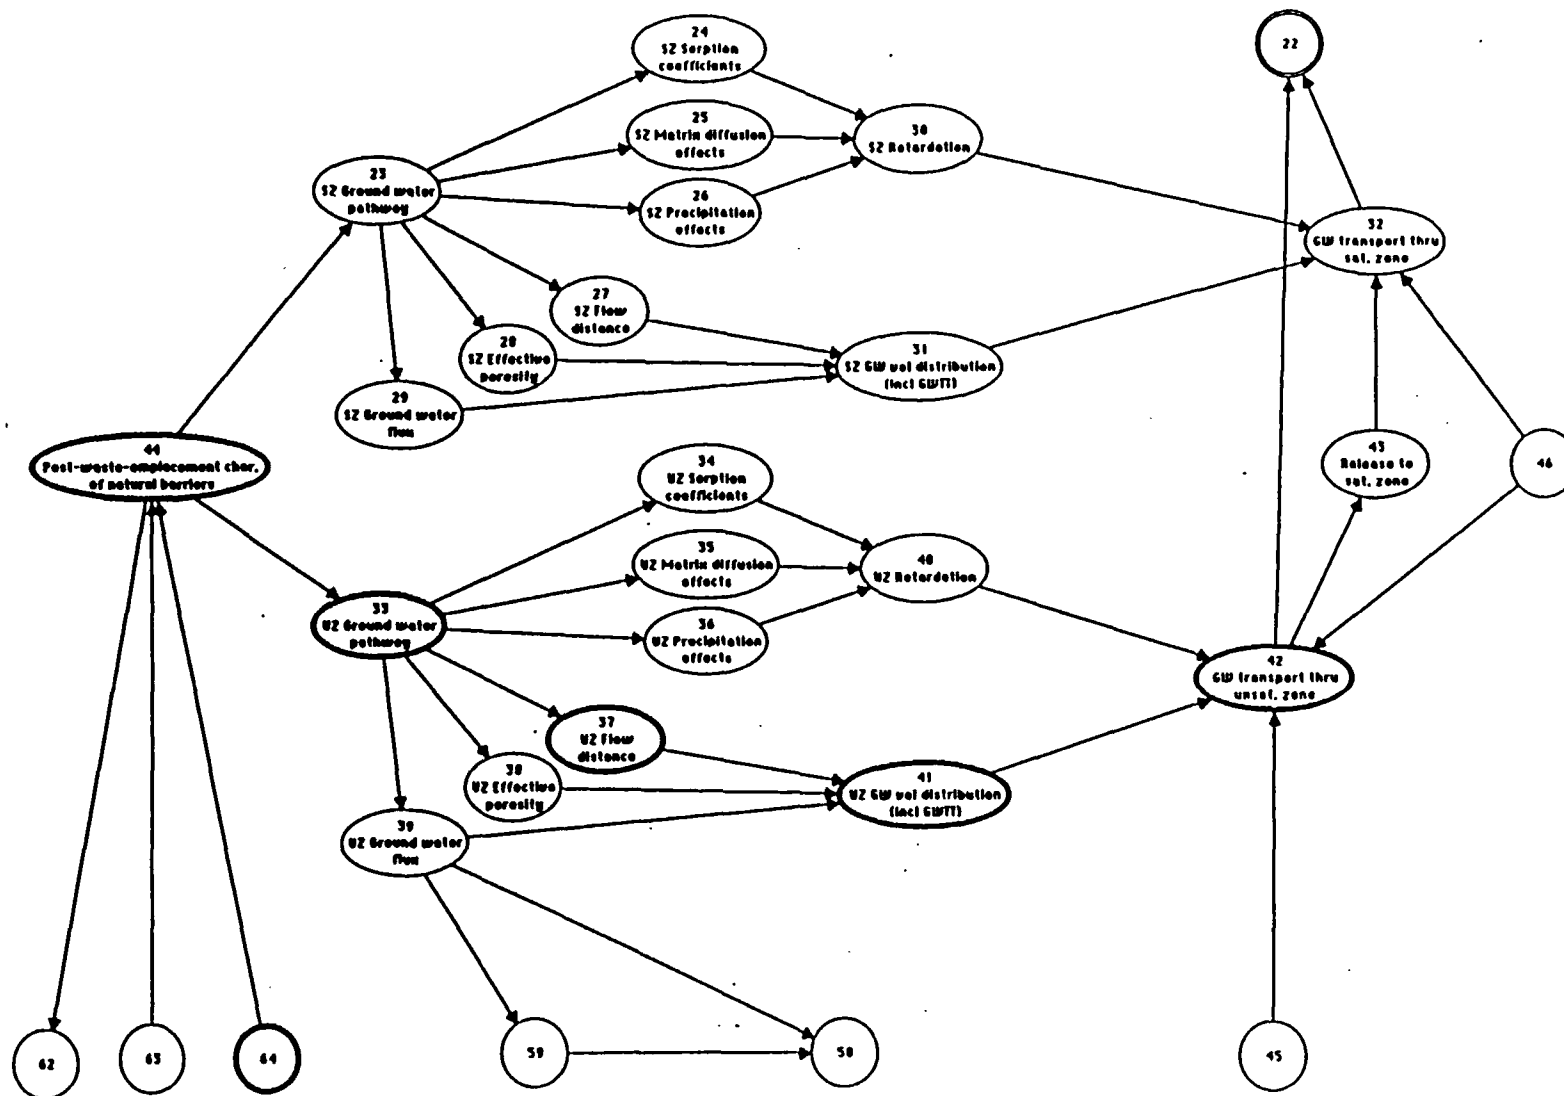 24
SZ Sorption
coefficients
22
25
SZ Matrix diffusion
effects
30
SZ Retardation
23
SZ Ground water
pathway
26
SZ Precipitation
effects
32
GW transport thru
sat. zone
27
SZ Flow
distance
28
SZ Effective
porosity
31
SZ GW vel distribution
(incl GWTT)
29
SZ Ground water
flux
44
Post-waste-emplacement char.
of natural barriers
34
UZ Sorption
coefficients
43
Release to
sat. zone
46
35
UZ Matrix diffusion
effects
40
UZ Retardation
33
UZ Ground water
pathway
36
UZ Precipitation
effects
42
GW transport thru
unsat. zone
37
UZ Flow
distance
38
UZ Effective
porosity
41
UZ GW vel distribution
(incl GWTT)
39
UZ Ground water
flux
62
63
64
59
58
45